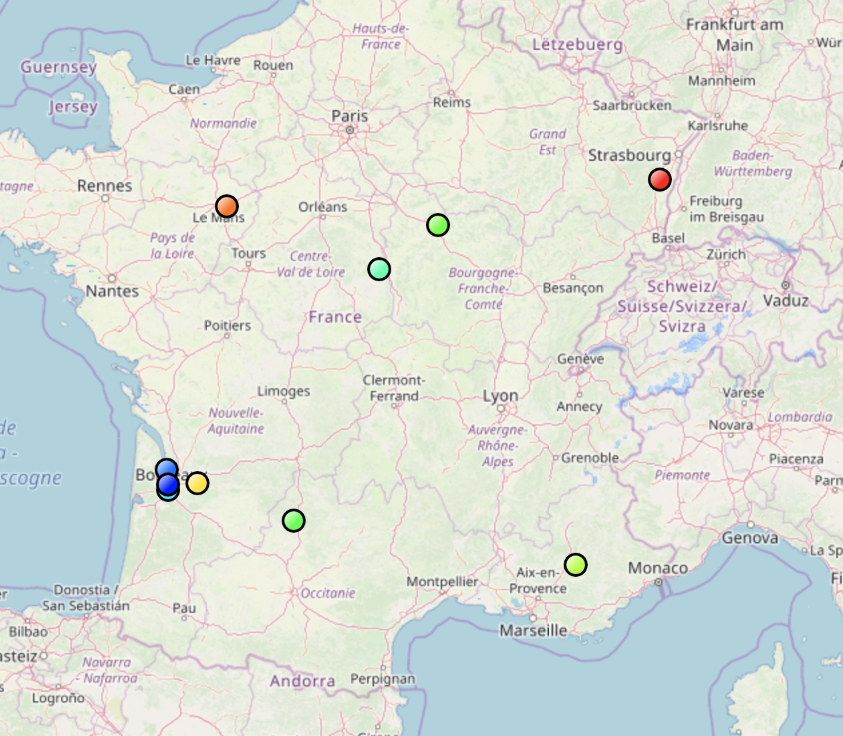 Frankfurt am
Main
Hauts-de-
France
Lëtzebuerg
Wür
Le Havre
Rouen
Guernsey
Jersey
Caen
Reims
Mannheim
Saarbrücken
Paris
Normandie
Karlsruhe
Grand
Est
Strasbourg
Baden-
Württemberg
tagne
Rennes
Le Mans
Orléans
Freiburg
im Breisgau
Pays de
la Loire
Tours
Centre-
Val de Loire
Basel
Zürich
Nantes
Bourgogne-
Franche-
Comté
Besançon
Schweiz/
Suisse/Svizzera/
Svizra
Vaduz
France
Poitiers
Genève
Limoges
Clermont-
Ferrand
Lyon
Annecy
Varese
Nouvelle-
Aquitaine
Lombardia
Novara
de
a -
scogne
Auvergne-
Rhône-
Alpes
Grenoble
Piemonte
Piacenza
Parm
Genova
La Sp
Aix-en-
Provence
Monaco
Fi
Donostia /
San Sebastián
er
Pau
Occitanie
Montpellier
Marseille
Bilbao
asteiz
Navarra
- Nafarroa
Logroño
Andorra
Perpignan